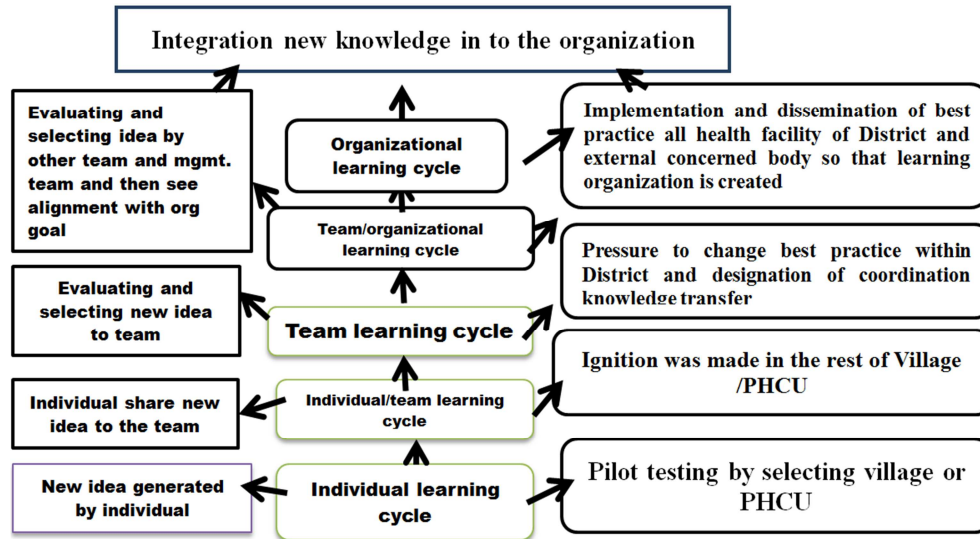 Integration new knowledge in to the organization
Evaluating and
selecting idea by
other team and mgmt.
team and then see
alignment with org
goal
Organizational
learning cycle
Implementation and dissemination of best
practice all health facility of District and
external concerned body so that learning
organization is created
Team/organizational
learning cycle
Evaluating and
selecting new idea
to team
Team learning cycle
Pressure to change best practice within
District and designation of coordination
knowledge transfer
Individual share new
idea to the team
Individual/team learning
cycle
Ignition was made in the rest of Village
/PHCU
New idea generated
by individual
Individual learning
cycle
Pilot testing by selecting village or
PHCU